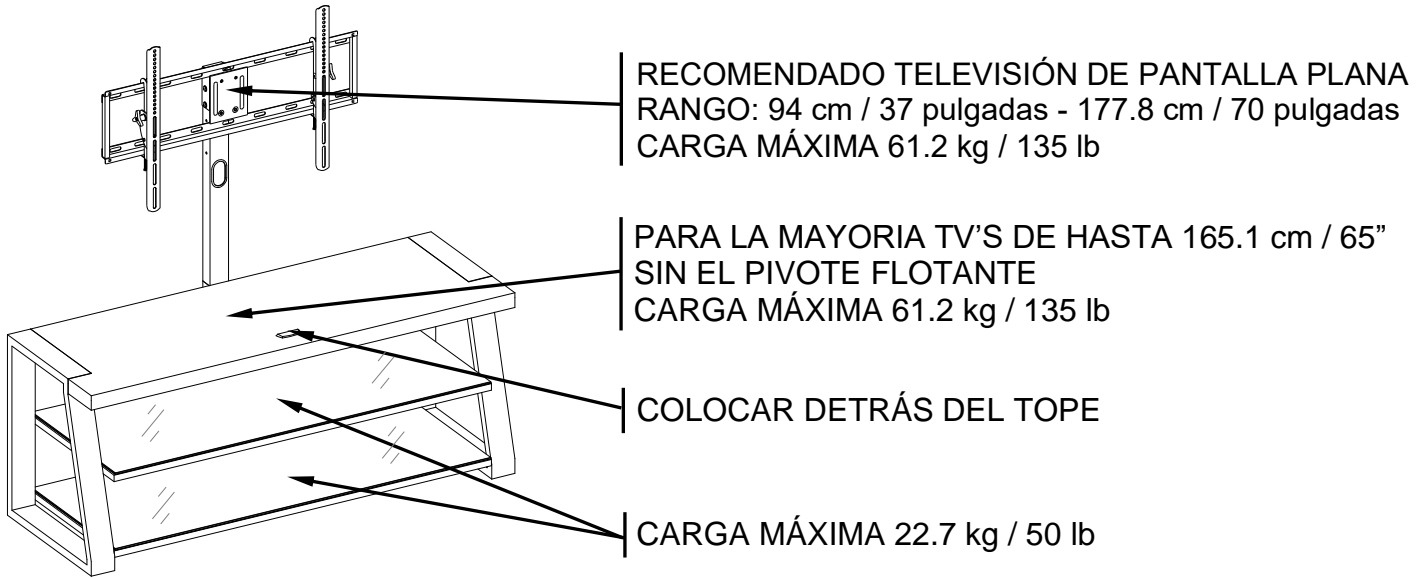 RECOMENDADO TELEVISIÓN DE PANTALLA PLANA
RANGO: 94 cm / 37 pulgadas - 177.8 cm / 70 pulgadas
CARGA MÁXIMA 61.2 kg / 135 lb
PARA LA MAYORIA TV’S DE HASTA 165.1 cm / 65”
SIN EL PIVOTE FLOTANTE
CARGA MÁXIMA 61.2 kg / 135 lb
COLOCAR DETRÁS DEL TOPE
CARGA MÁXIMA 22.7 kg / 50 lb